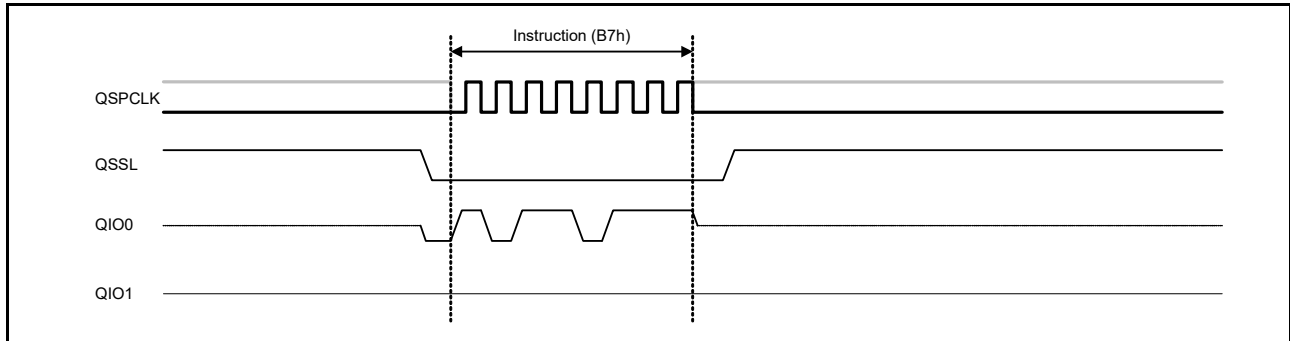 Instruction (B7h)
QSPCLK
QSSL
QIO0
QIO1